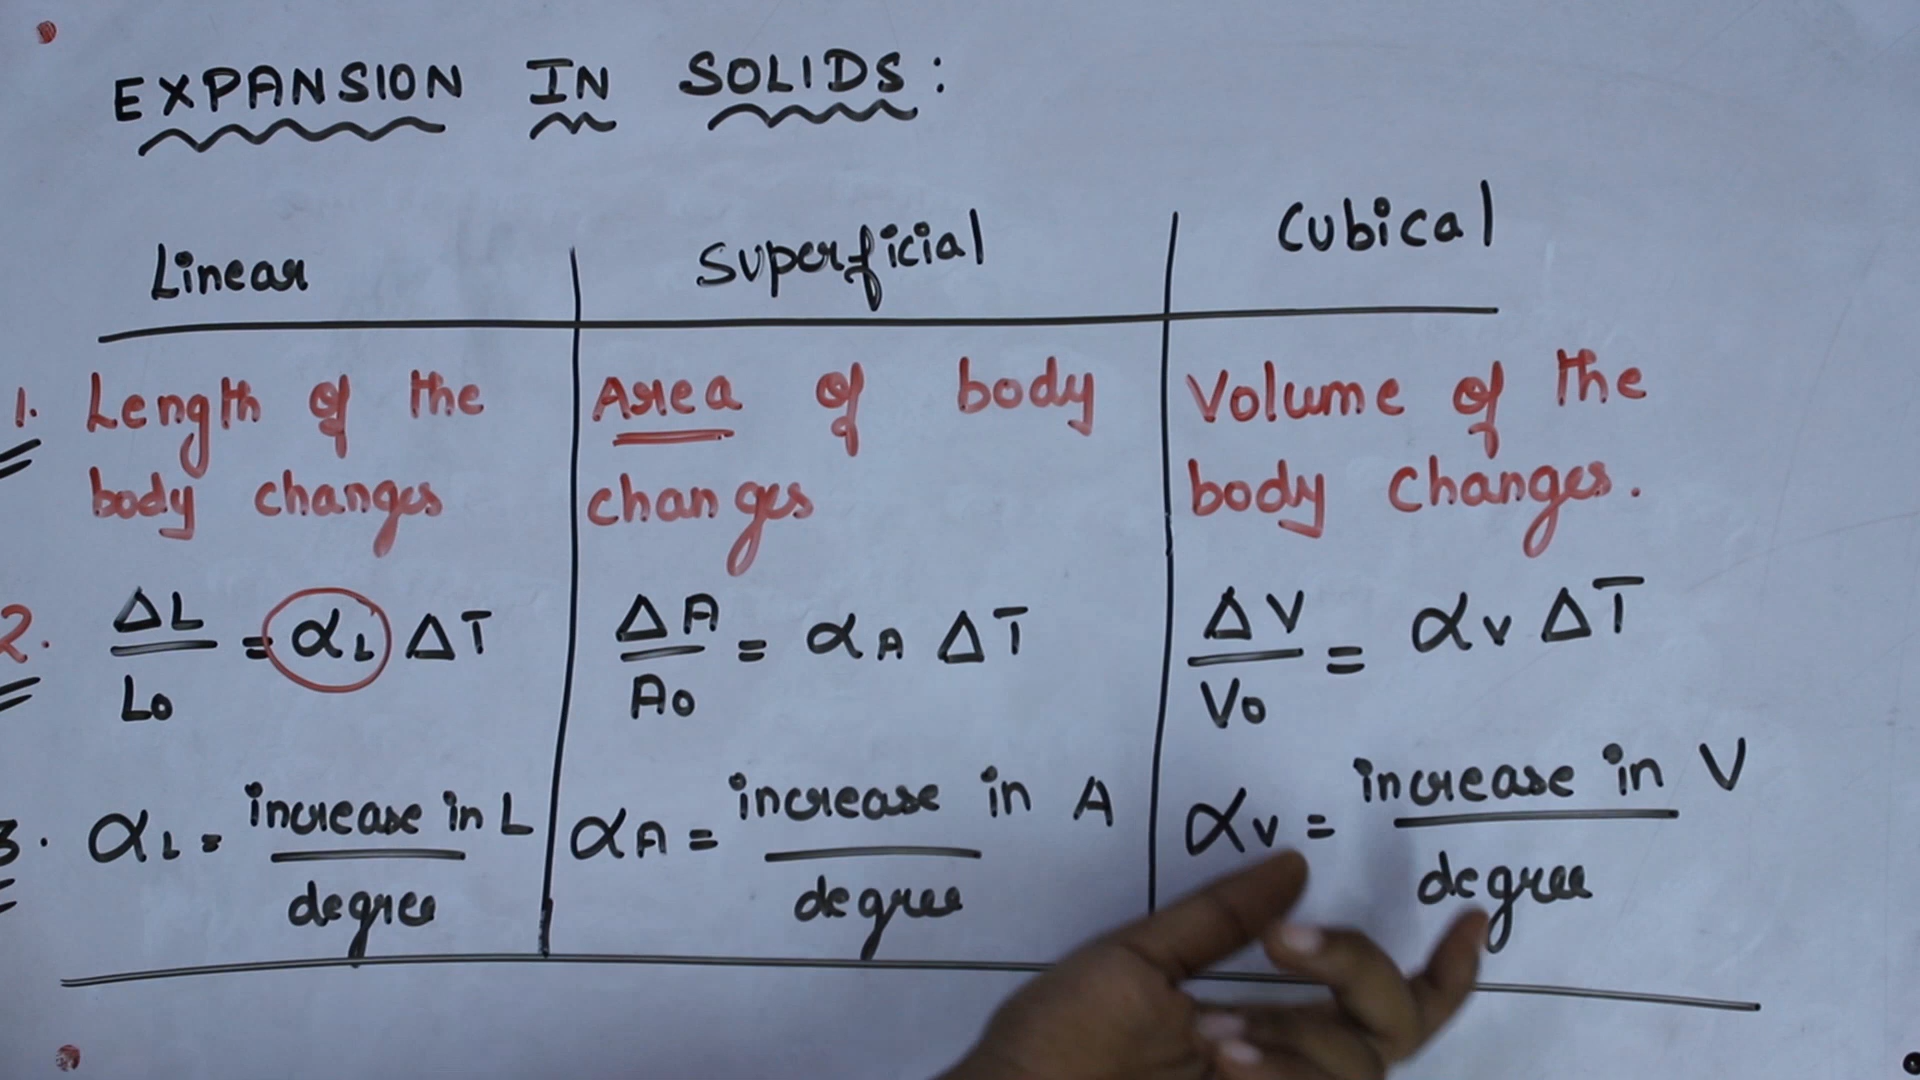 EXPANSION IN SOLIDS:
Linear
Superficial
Cubical
1. Length of the
body changes
Area of body
changes
Volume of the
body changes.
2. ΔL/L₀ = αL ΔT
ΔA/A₀ = αA ΔT
ΔV/V₀ = αV ΔT
3. αL = increase in L
degree
αA = increase in A
degree
αV = increase in V
degree